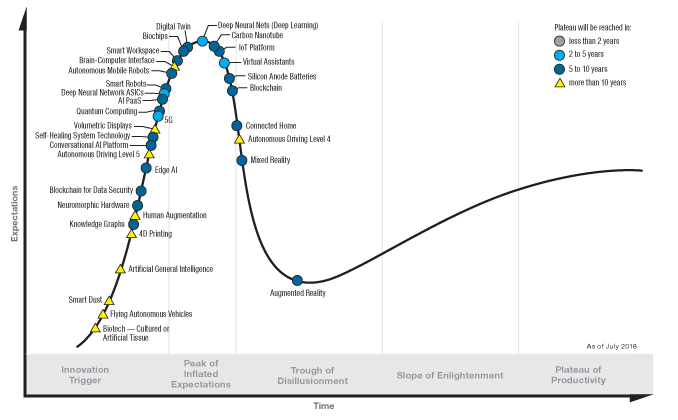 Plateau will be reached in:
less than 2 years
2 to 5 years
5 to 10 years
more than 10 years
Expectations
Digital Twin
Biochips
Smart Workspace
Brain-Computer Interface
Autonomous Mobile Robots
Smart Robots
Deep Neural Network ASICs
AI PaaS
Quantum Computing
5G
Volumetric Displays
Self-Healing System Technology
Conversational AI Platform
Autonomous Driving Level 5
Edge AI
Blockchain for Data Security
Neuromorphic Hardware
Human Augmentation
Knowledge Graphs
4D Printing
Artificial General Intelligence
Smart Dust
Flying Autonomous Vehicles
Biotech — Cultured or
Artificial Tissue
Deep Neural Nets (Deep Learning)
Carbon Nanotube
IoT Platform
Virtual Assistants
Silicon Anode Batteries
Blockchain
Connected Home
Autonomous Driving Level 4
Mixed Reality
Augmented Reality
As of July 2018
Innovation
Trigger
Peak of
Inflated
Expectations
Trough of
Disillusionment
Slope of Enlightenment
Plateau of
Productivity
Time